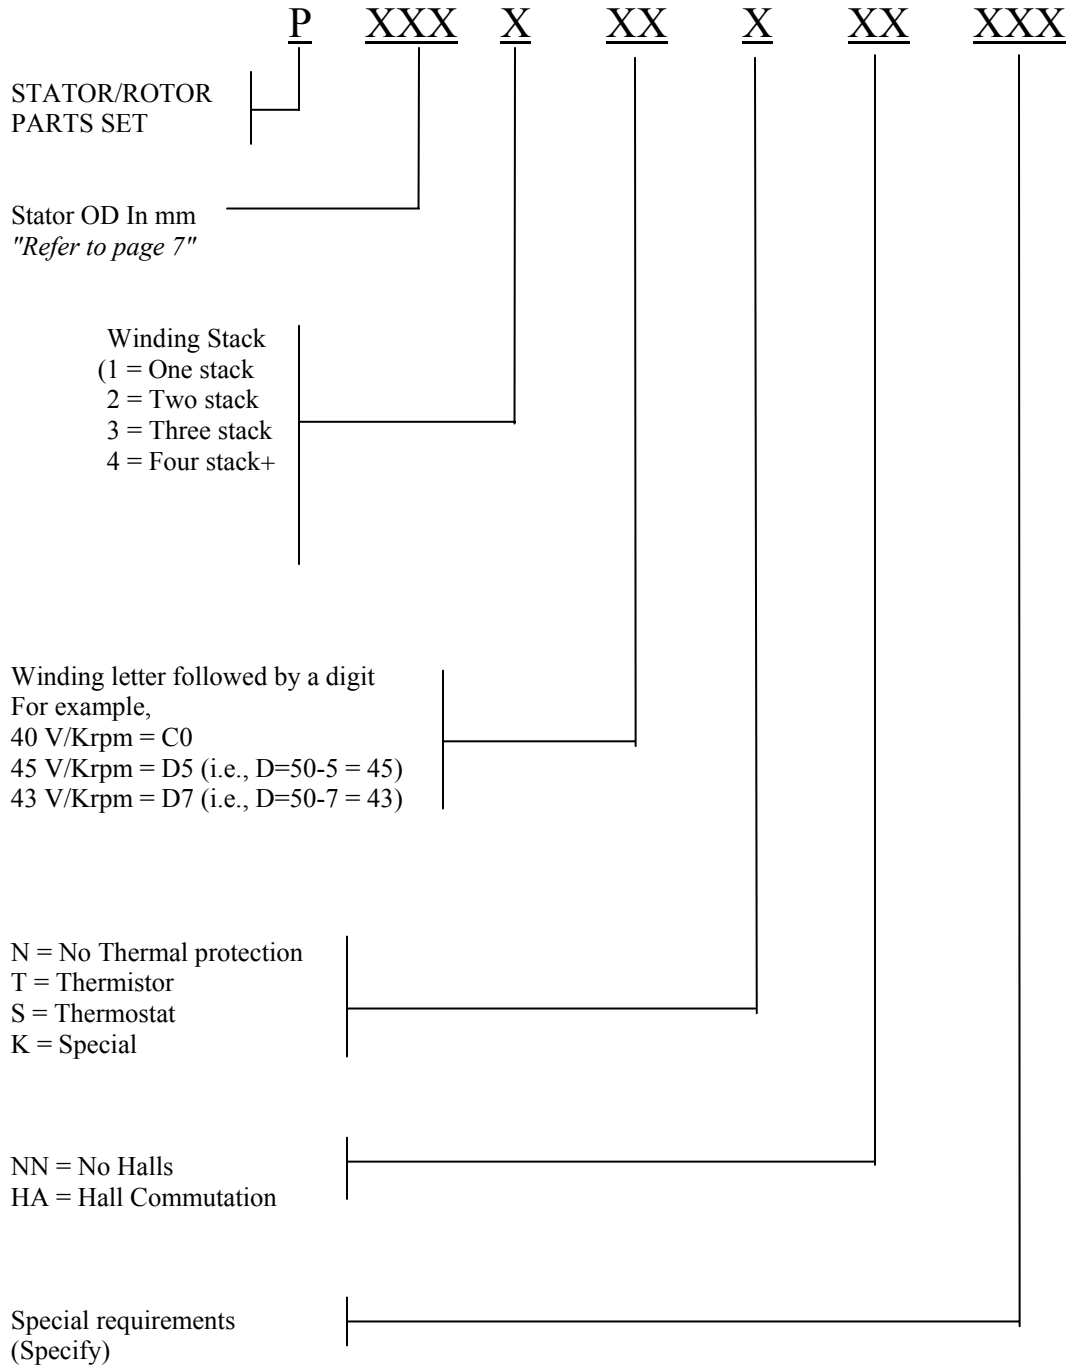 P XXX X XX X XX XXX
STATOR/ROTOR
PARTS SET
Stator OD In mm
"Refer to page 7"
Winding Stack
(1 = One stack
2 = Two stack
3 = Three stack
4 = Four stack+
Winding letter followed by a digit
For example,
40 V/Krpm = C0
45 V/Krpm = D5 (i.e., D=50-5 = 45)
43 V/Krpm = D7 (i.e., D=50-7 = 43)
N = No Thermal protection
T = Thermistor
S = Thermostat
K = Special
NN = No Halls
HA = Hall Commutation
Special requirements
(Specify)